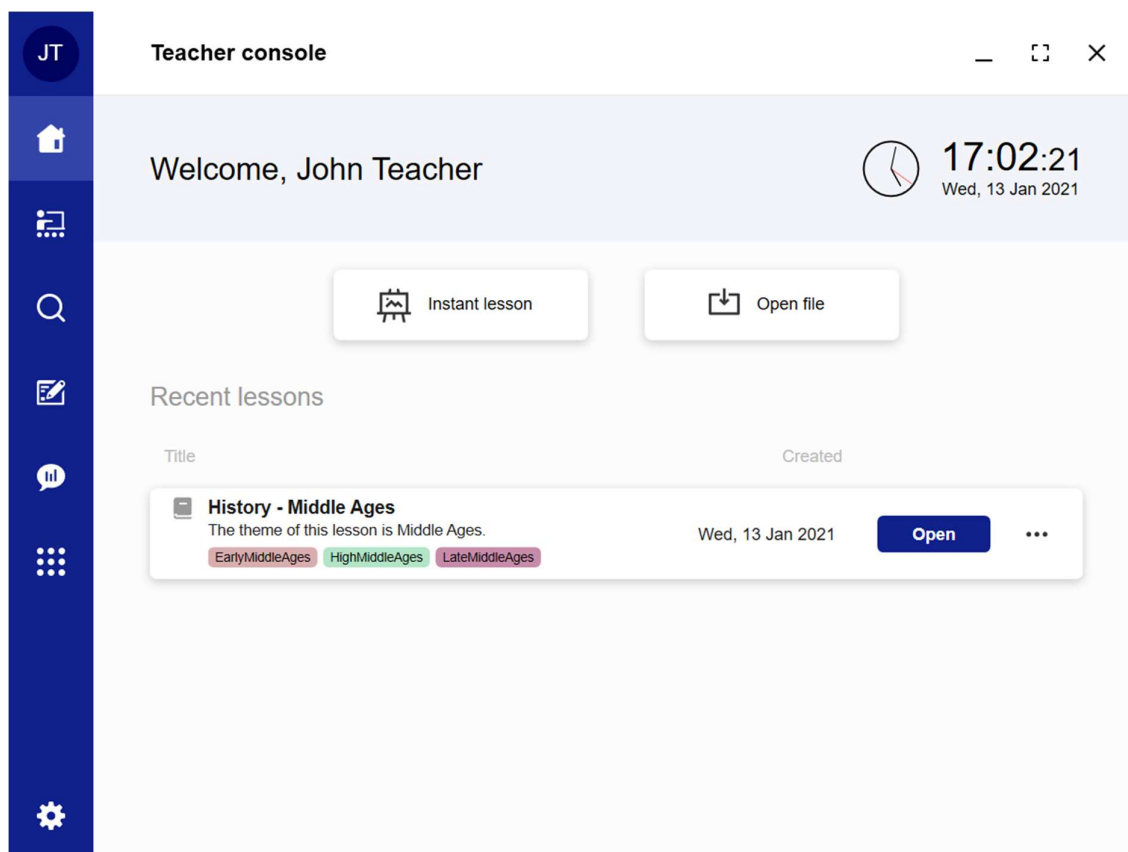 JT
Teacher console
Welcome, John Teacher
17:02:21
Wed, 13 Jan 2021
Instant lesson
Open file
Recent lessons
Title Created
History - Middle Ages
The theme of this lesson is Middle Ages.
EarlyMiddleAges HighMiddleAges LateMiddleAges
Wed, 13 Jan 2021
Open